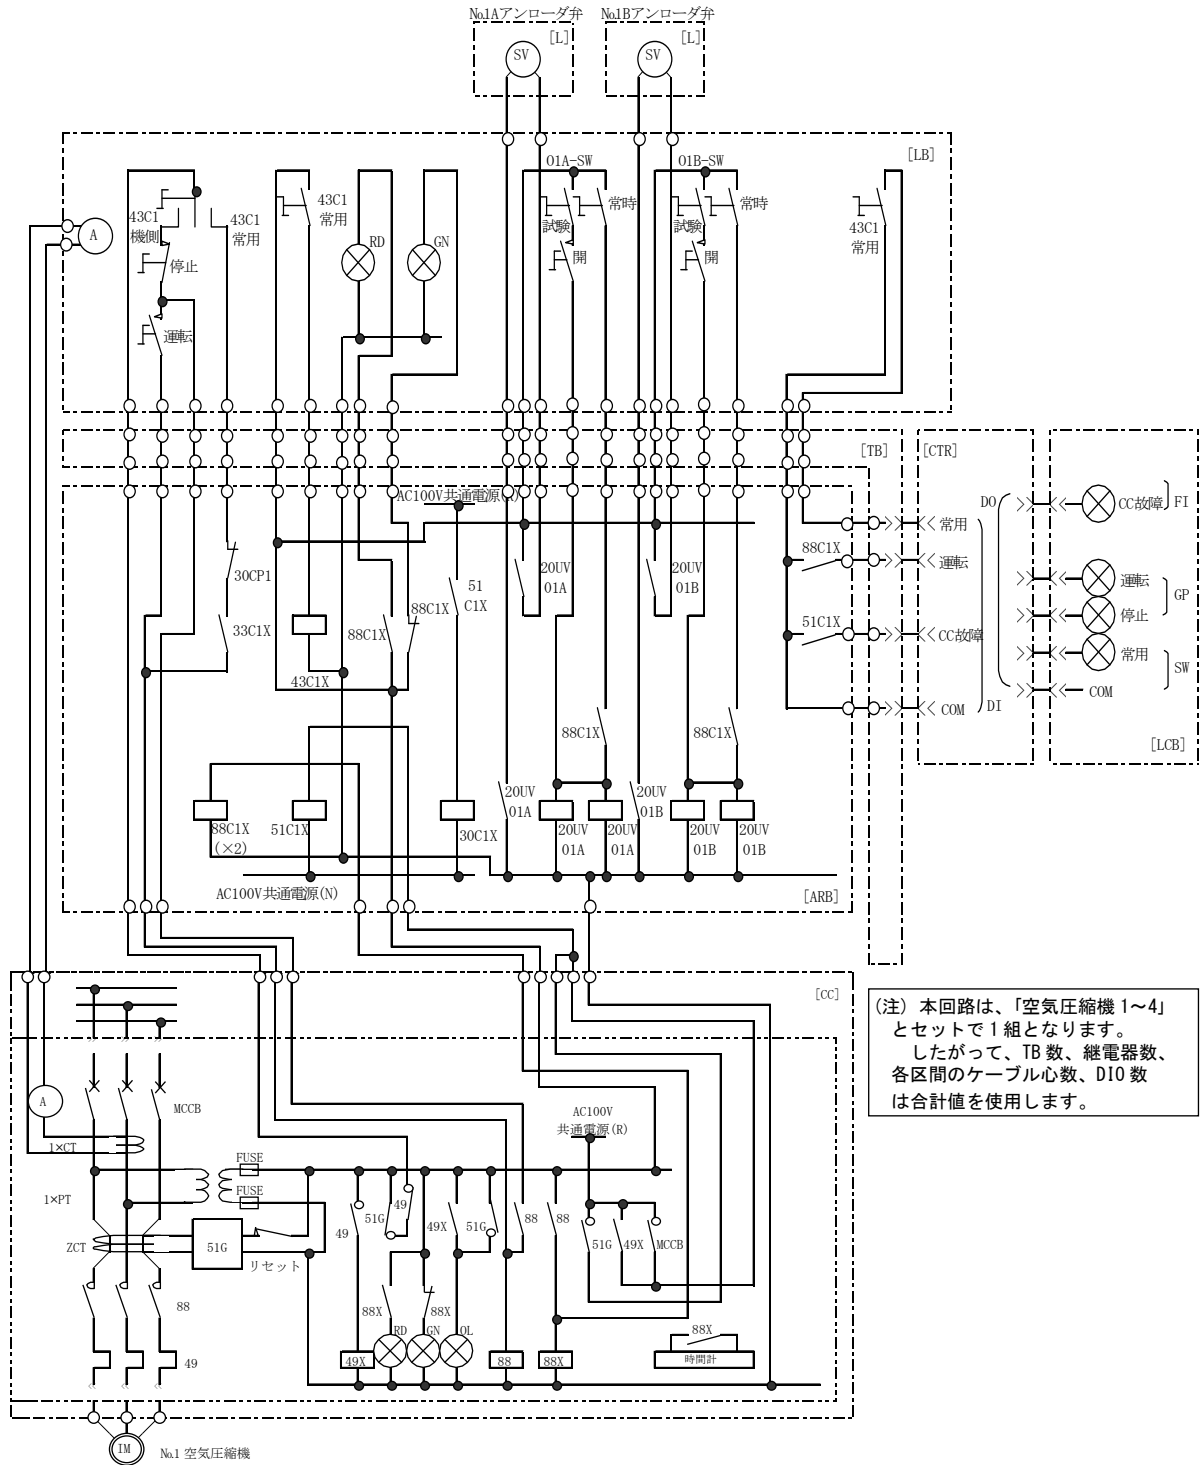 No.1Aアンローダ弁
No.1Bアンローダ弁
[L]
[L]
SV
SV
[LB]
01A-SW
01B-SW
43C1
機側
43C1
常用
43C1
常用
常時
常時
試験
試験
43C1
常用
A
停止
RD
GN
開
開
運転
[TB]
[CTR]
AC100V共通電源(R)
DO
CC故障
FI
常用
88C1X
運転
運転
GP
停止
30CP1
51
C1X
20UV
01A
20UV
01B
33C1X
88C1X
88C1X
51C1X
CC故障
常用
SW
43C1X
COM
COM
DI
88C1X
88C1X
[LCB]
20UV
01A
20UV
01B
88C1X
(×2)
51C1X
30C1X
20UV
01A
20UV
01A
20UV
01B
20UV
01B
AC100V共通電源(N)
[ARB]
[CC]
(注) 本回路は、「空気圧縮機1~4」
とセットで1組となります。
したがって、TB数、継電器数、
各区間のケーブル心数、DIO数
は合計値を使用します。
A
MCCB
AC100V
共通電源(R)
1×CT
FUSE
FUSE
1×PT
49
51G
49
49X
51G
88
88
51G
49X
MCCB
ZCT
51G
リセット
88
88X
88X
RD
GN
OL
88X
49
49X
88
88X
時間計
IM
No.1 空気圧縮機